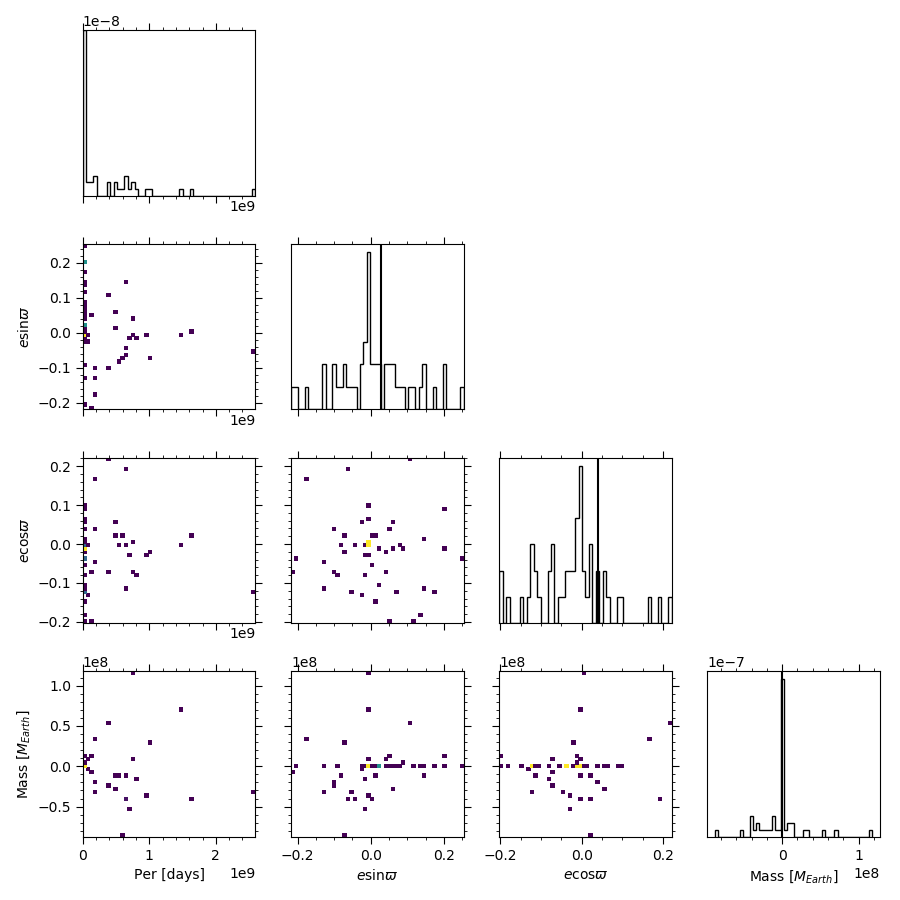 1e−8
1e9
0.2
0.1
0.0
−0.1
−0.2
esinϖ
1e9
0.2
0.1
0.0
−0.1
−0.2
ecosϖ
1e9
1e8 1e8 1e8 1e−7
1.0
0.5
0.0
−0.5
Mass [M_Earth]
0 1 2 −0.2 0.0 0.2 −0.2 0.0 0.2 0 1
Per [days] 1e9 esinϖ ecosϖ Mass [M_Earth] 1e8